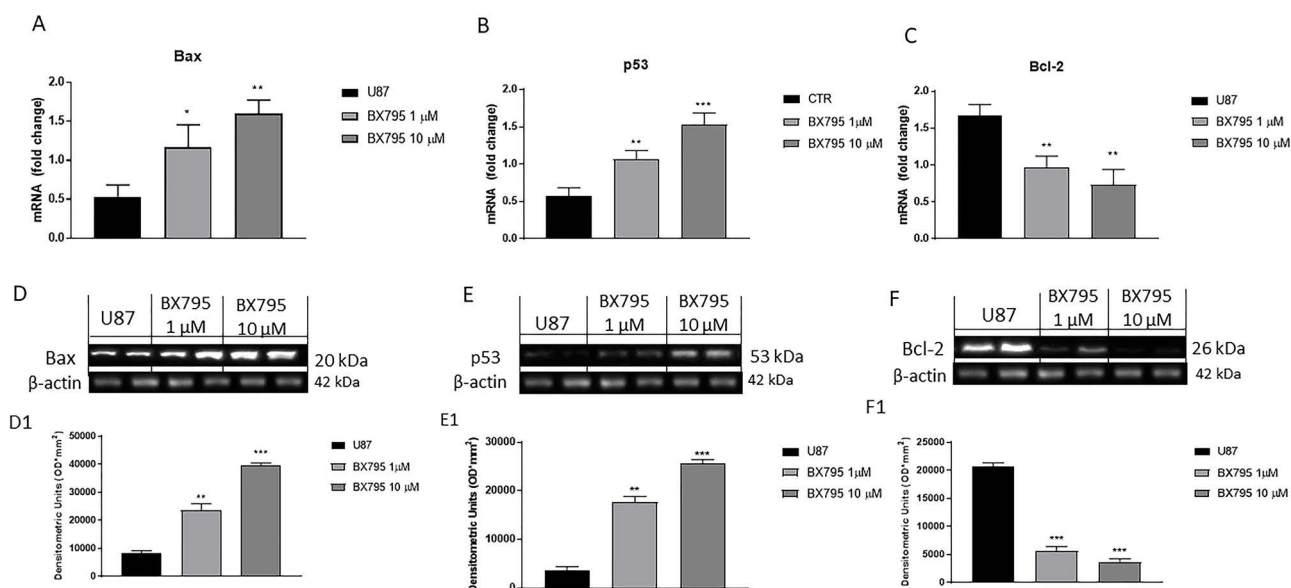 A
Bax
mRNA (fold change)
2.0
1.5
1.0
0.5
0.0
*
**
U87
BX795 1 µM
BX795 10 µM
B
p53
mRNA (fold change)
2.0
1.5
1.0
0.5
0.0
**
***
CTR
BX795 1µM
BX795 10 µM
C
Bcl-2
mRNA (fold change)
2.0
1.5
1.0
0.5
0.0
**
**
U87
BX795 1 µM
BX795 10 µM
D
U87
BX795
1 µM
BX795
10 µM
Bax
20 kDa
β-actin
42 kDa
E
U87
BX795
1 µM
BX795
10 µM
p53
53 kDa
β-actin
42 kDa
F
U87
BX795
1 µM
BX795
10 µM
Bcl-2
26 kDa
β-actin
42 kDa
D1
Densitometric Units (OD*mm²)
50000
40000
30000
20000
10000
0
**
***
U87
BX795 1µM
BX795 10 µM
E1
Densitometric Units (OD*mm²)
30000
20000
10000
0
**
***
U87
BX795 1µM
BX795 10 µM
F1
Densitometric Units (OD*mm²)
25000
20000
15000
10000
5000
0
***
***
U87
BX795 1µM
BX795 10 µM